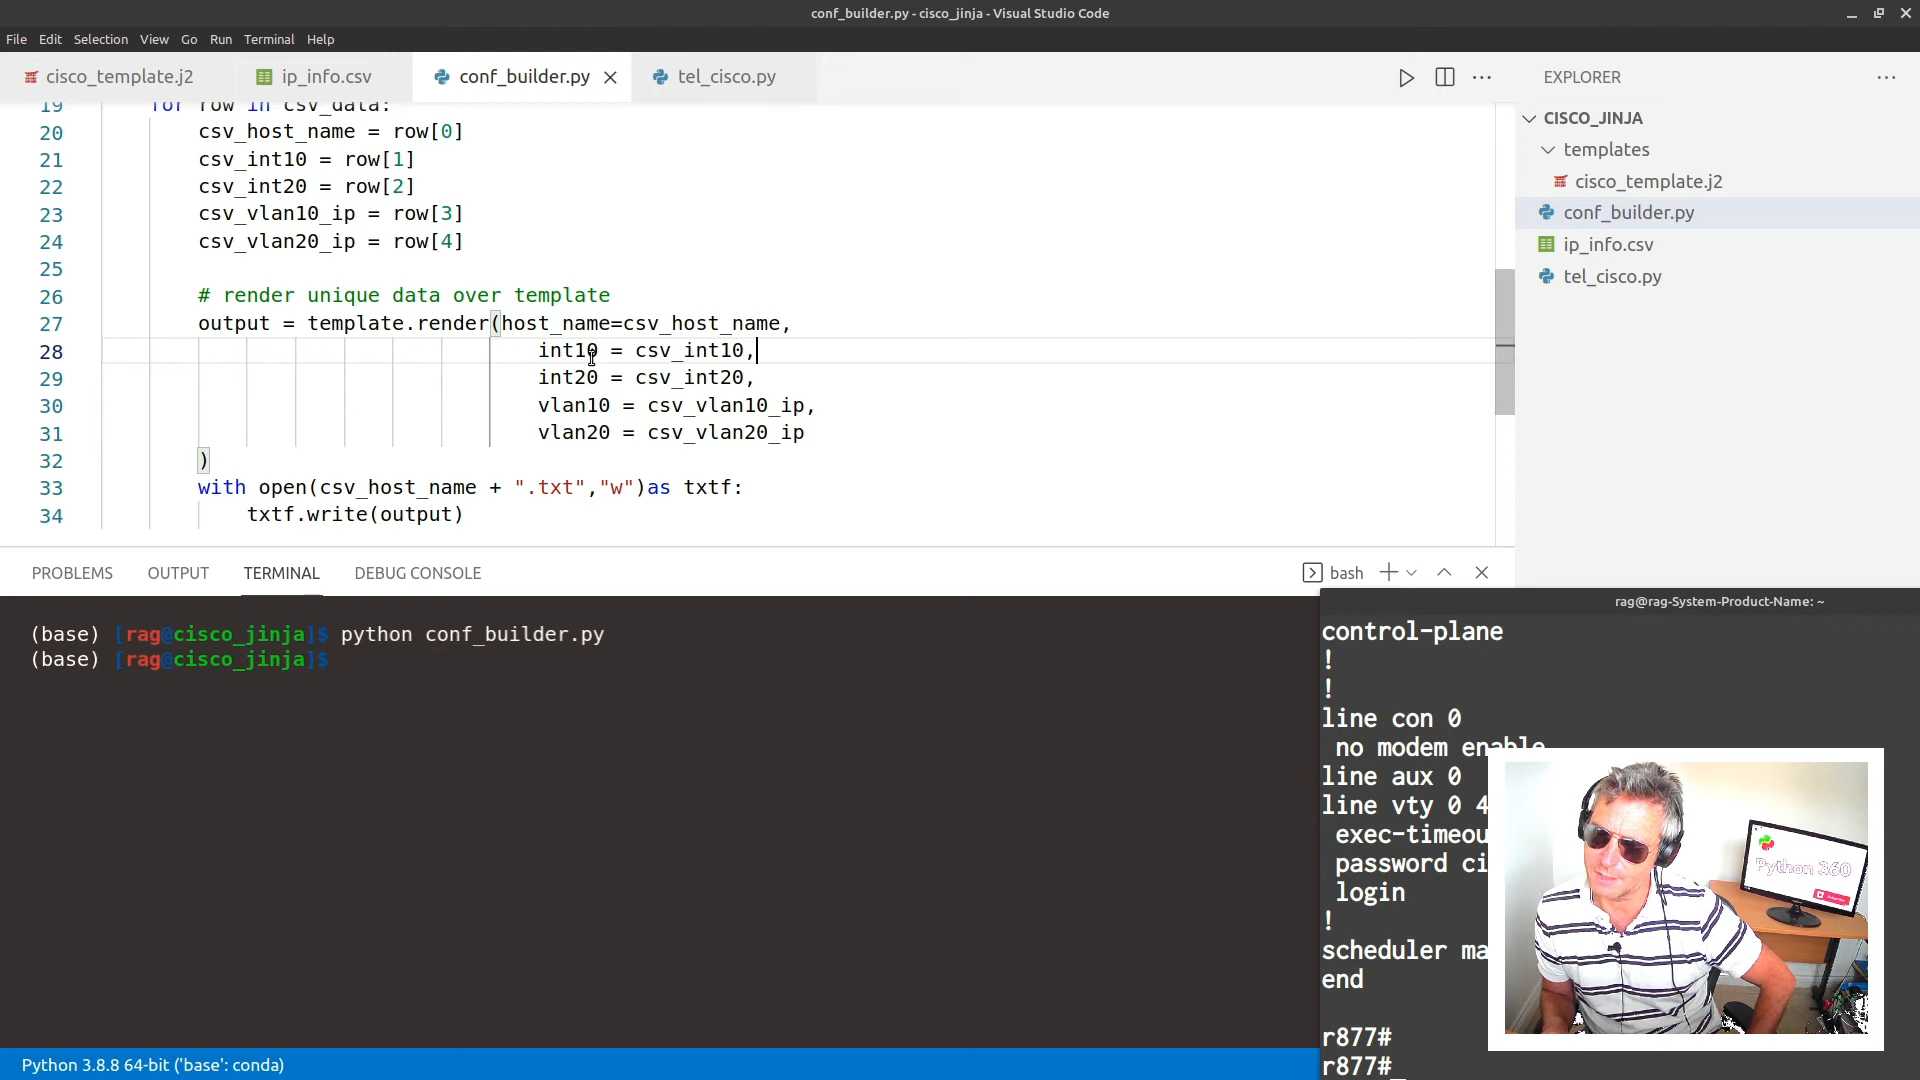 conf_builder.py - cisco_jinja - Visual Studio Code
File Edit Selection View Go Run Terminal Help
cisco_template.j2 ip_info.csv conf_builder.py tel_cisco.py
19 for row in csv_data:
20 csv_host_name = row[0]
21 csv_int10 = row[1]
22 csv_int20 = row[2]
23 csv_vlan10_ip = row[3]
24 csv_vlan20_ip = row[4]
25
26 # render unique data over template
27 output = template.render(host_name=csv_host_name,
28 int10 = csv_int10,
29 int20 = csv_int20,
30 vlan10 = csv_vlan10_ip,
31 vlan20 = csv_vlan20_ip
32 )
33 with open(csv_host_name + ".txt","w")as txtf:
34 txtf.write(output)
EXPLORER
CISCO_JINJA
templates
cisco_template.j2
conf_builder.py
ip_info.csv
tel_cisco.py
PROBLEMS OUTPUT TERMINAL DEBUG CONSOLE
bash
(base) [rag@cisco_jinja]$ python conf_builder.py
(base) [rag@cisco_jinja]$
rag@rag-System-Product-Name: ~
control-plane
!
!
line con 0
no modem enable
line aux 0
line vty 0 4
exec-timeou
password ci
login
!
scheduler ma
end
r877#
r877#
Python 360
Python 3.8.8 64-bit ('base': conda)